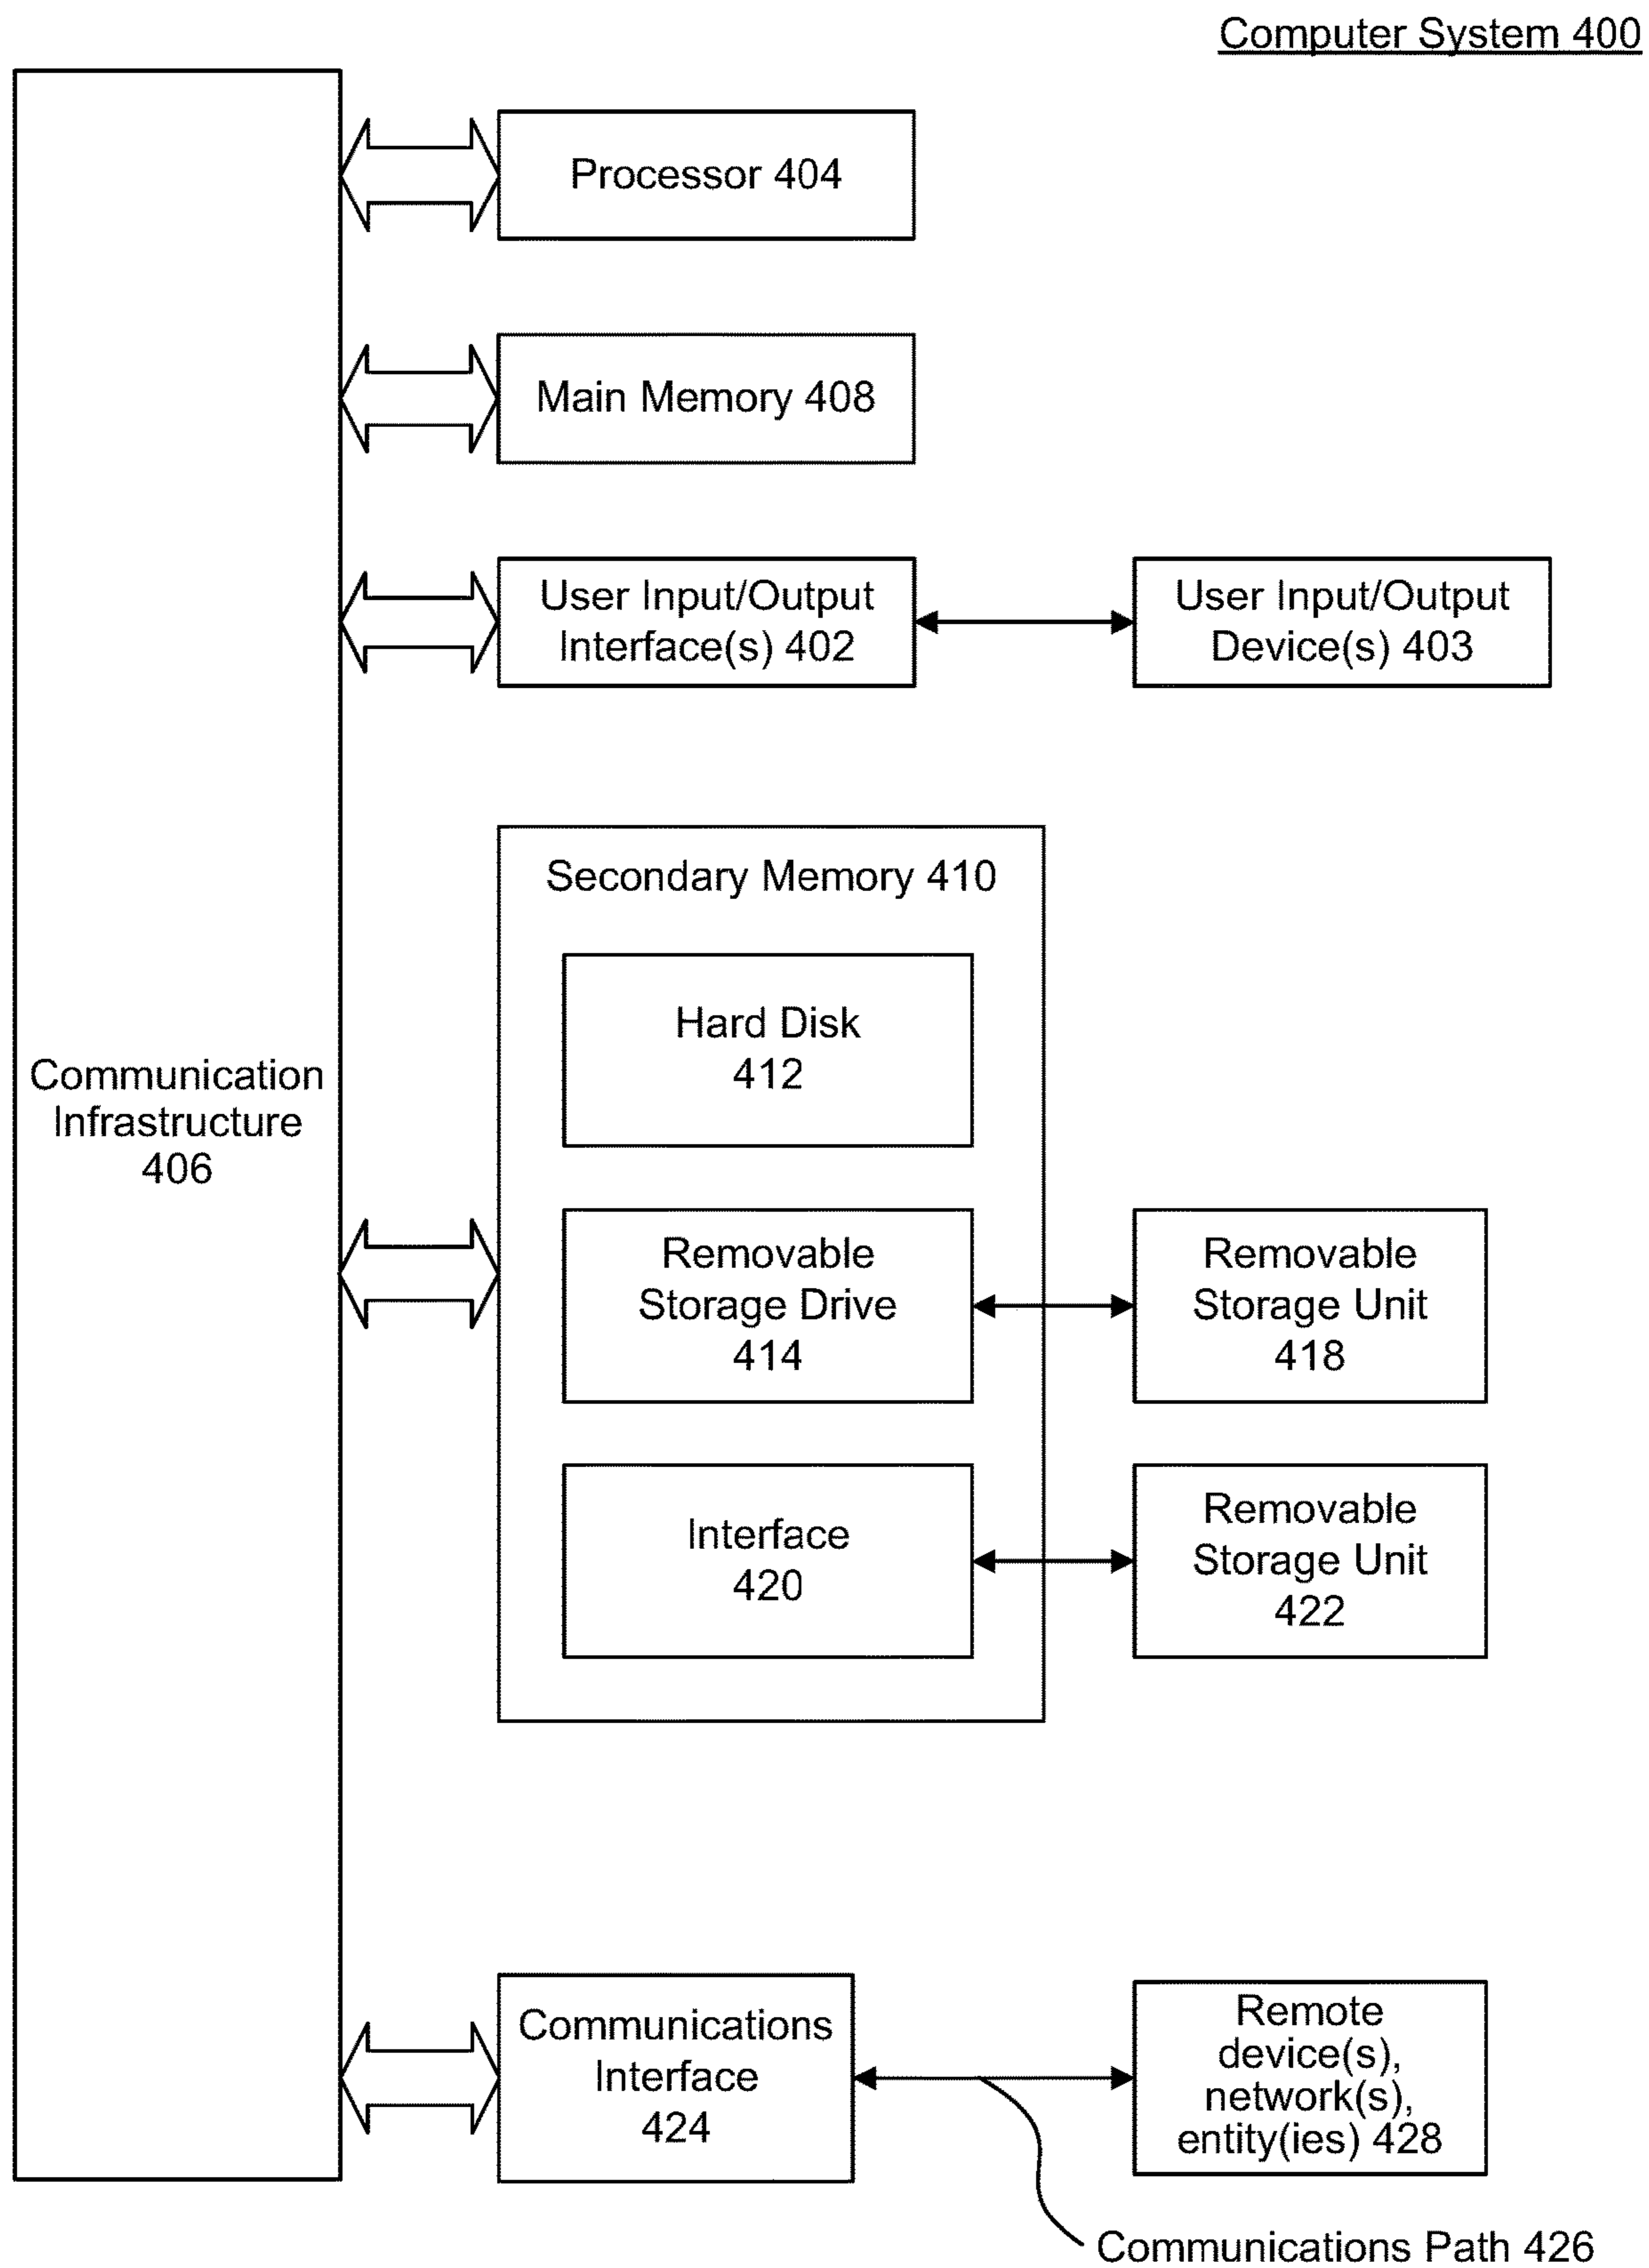 Computer System 400
Processor 404
Main Memory 408
User Input/Output
Interface(s) 402
User Input/Output
Device(s) 403
Secondary Memory 410
Hard Disk
412
Communication
Infrastructure
406
Removable
Storage Drive
414
Removable
Storage Unit
418
Interface
420
Removable
Storage Unit
422
Communications
Interface
424
Remote
device(s),
network(s),
entity(ies) 428
Communications Path 426